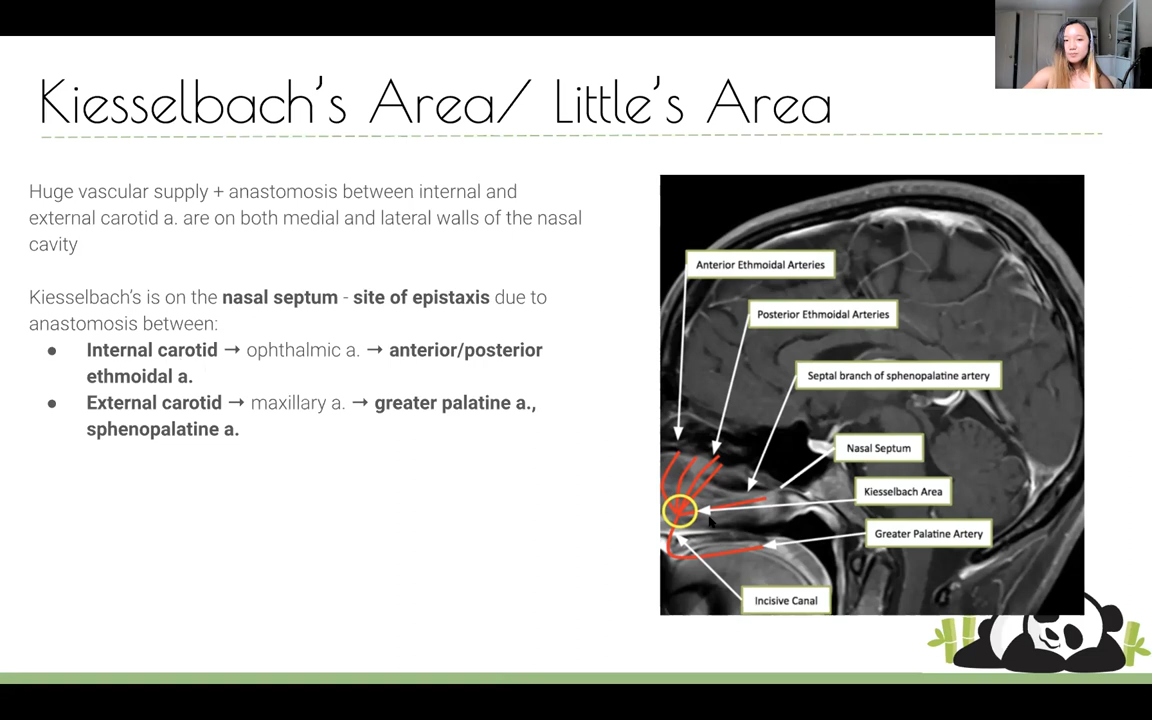 Kiesselbach's Area/ Little's Area
Huge vascular supply + anastomosis between internal and
external carotid a. are on both medial and lateral walls of the nasal
cavity
Kiesselbach's is on the nasal septum - site of epistaxis due to
anastomosis between:
● Internal carotid → ophthalmic a. → anterior/posterior
ethmoidal a.
● External carotid → maxillary a. → greater palatine a.,
sphenopalatine a.
Anterior Ethmoidal Arteries
Posterior Ethmoidal Arteries
Septal branch of sphenopalatine artery
Nasal Septum
Kiesselbach Area
Greater Palatine Artery
Incisive Canal